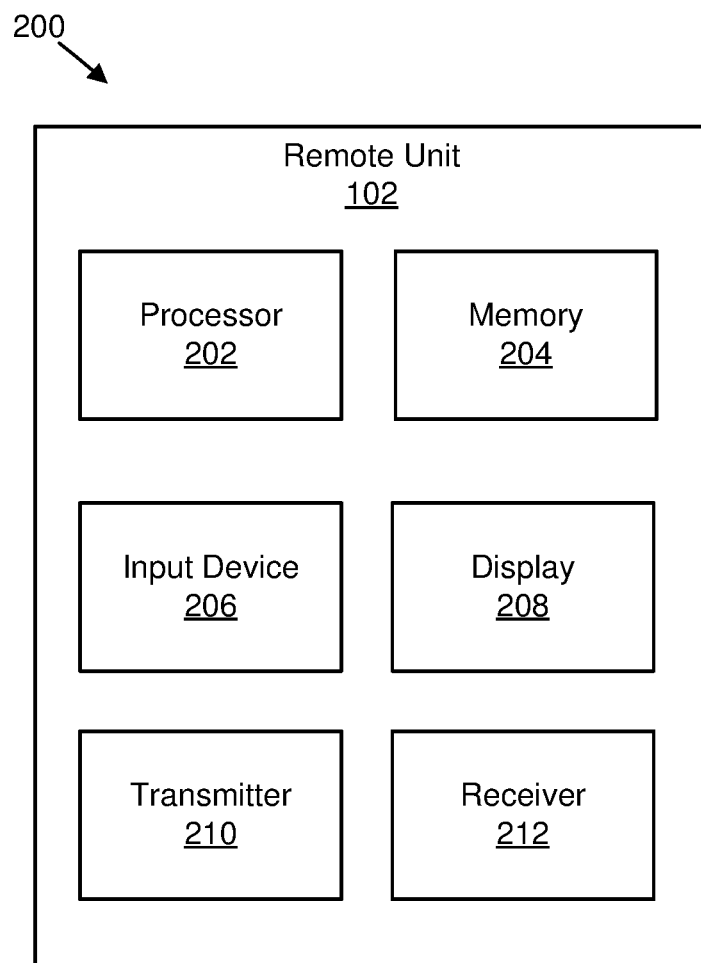 200
Remote Unit
102
Processor
202
Memory
204
Input Device
206
Display
208
Transmitter
210
Receiver
212